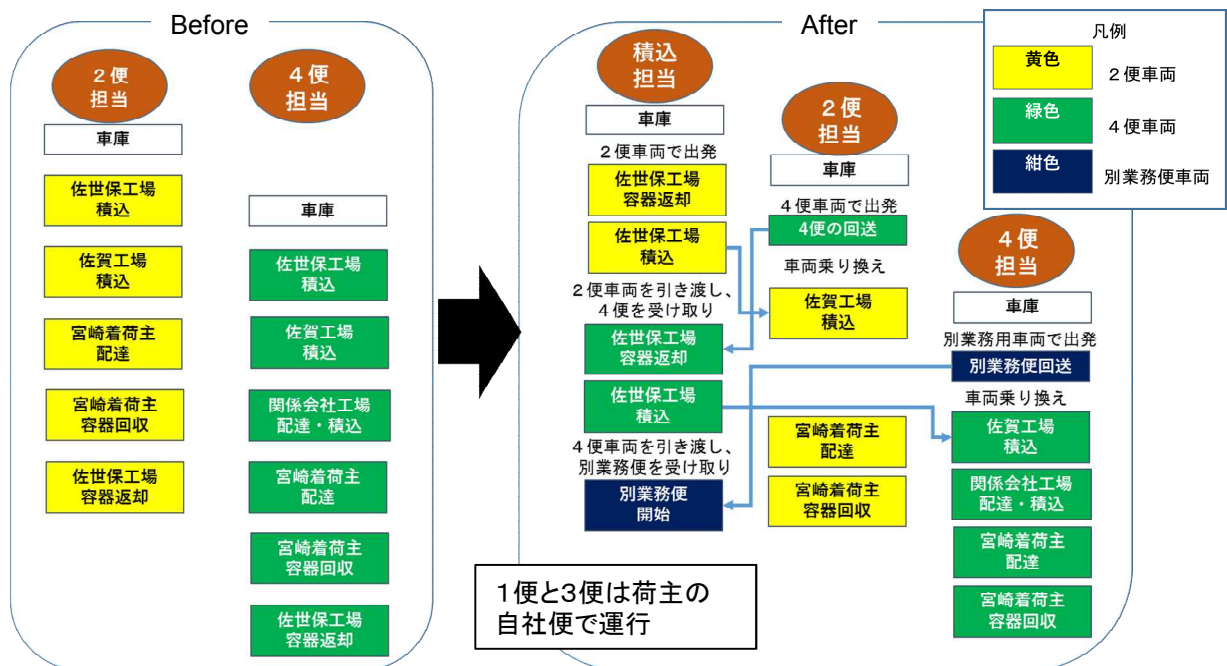 Before
2便
担当
車庫
佐世保工場
積込
佐賀工場
積込
宮崎着荷主
配達
宮崎着荷主
容器回収
佐世保工場
容器返却
4便
担当
車庫
佐世保工場
積込
佐賀工場
積込
関係会社工場
配達・積込
宮崎着荷主
配達
宮崎着荷主
容器回収
佐世保工場
容器返却
After
積込
担当
車庫
2便車両で出発
佐世保工場
容器返却
佐世保工場
積込
2便車両を引き渡し、
4便を受け取り
佐世保工場
容器返却
佐世保工場
積込
4便車両を引き渡し、
別業務便を受け取り
別業務便
開始
2便
担当
車庫
4便車両で出発
4便の回送
車両乗り換え
佐賀工場
積込
宮崎着荷主
配達
宮崎着荷主
容器回収
4便
担当
車庫
別業務用車両で出発
別業務便回送
車両乗り換え
佐賀工場
積込
関係会社工場
配達・積込
宮崎着荷主
配達
宮崎着荷主
容器回収
凡例
黄色
2便車両
緑色
4便車両
紺色
別業務便車両
1便と3便は荷主の
自社便で運行